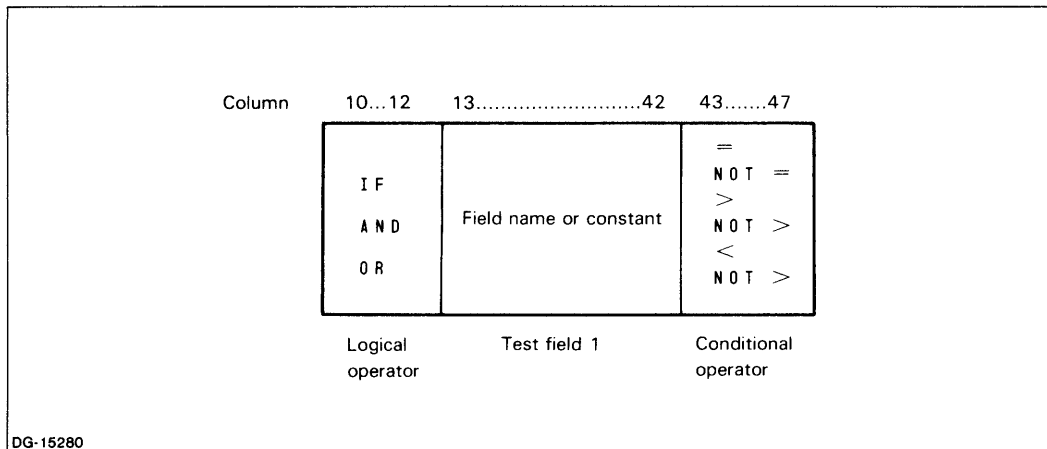 Column 10...12 13...........................42 43.......47
=
NOT =
IF
>
AND Field name or constant NOT >
<
OR
NOT >
Logical Test field 1 Conditional
operator operator
DG-15280